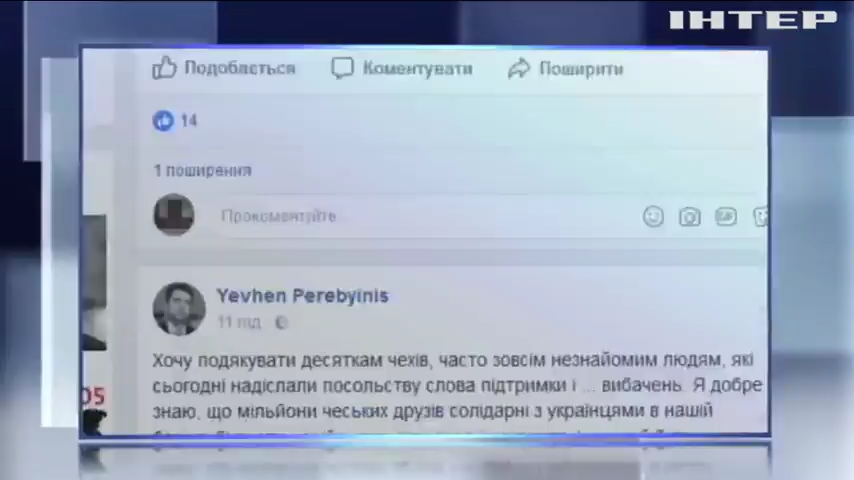 ІНТЕР
Подобається Коментувати Поширити
14
1 поширення
Прокоментуйте...
Yevhen Perebyinis
11 год
Хочу подякувати десяткам чехів, часто зовсім незнайомим людям, які
сьогодні надіслали посольству слова підтримки і ... вибачень. Я добре
знаю, що мільйони чеських друзів солідарні з українцями в нашій
05